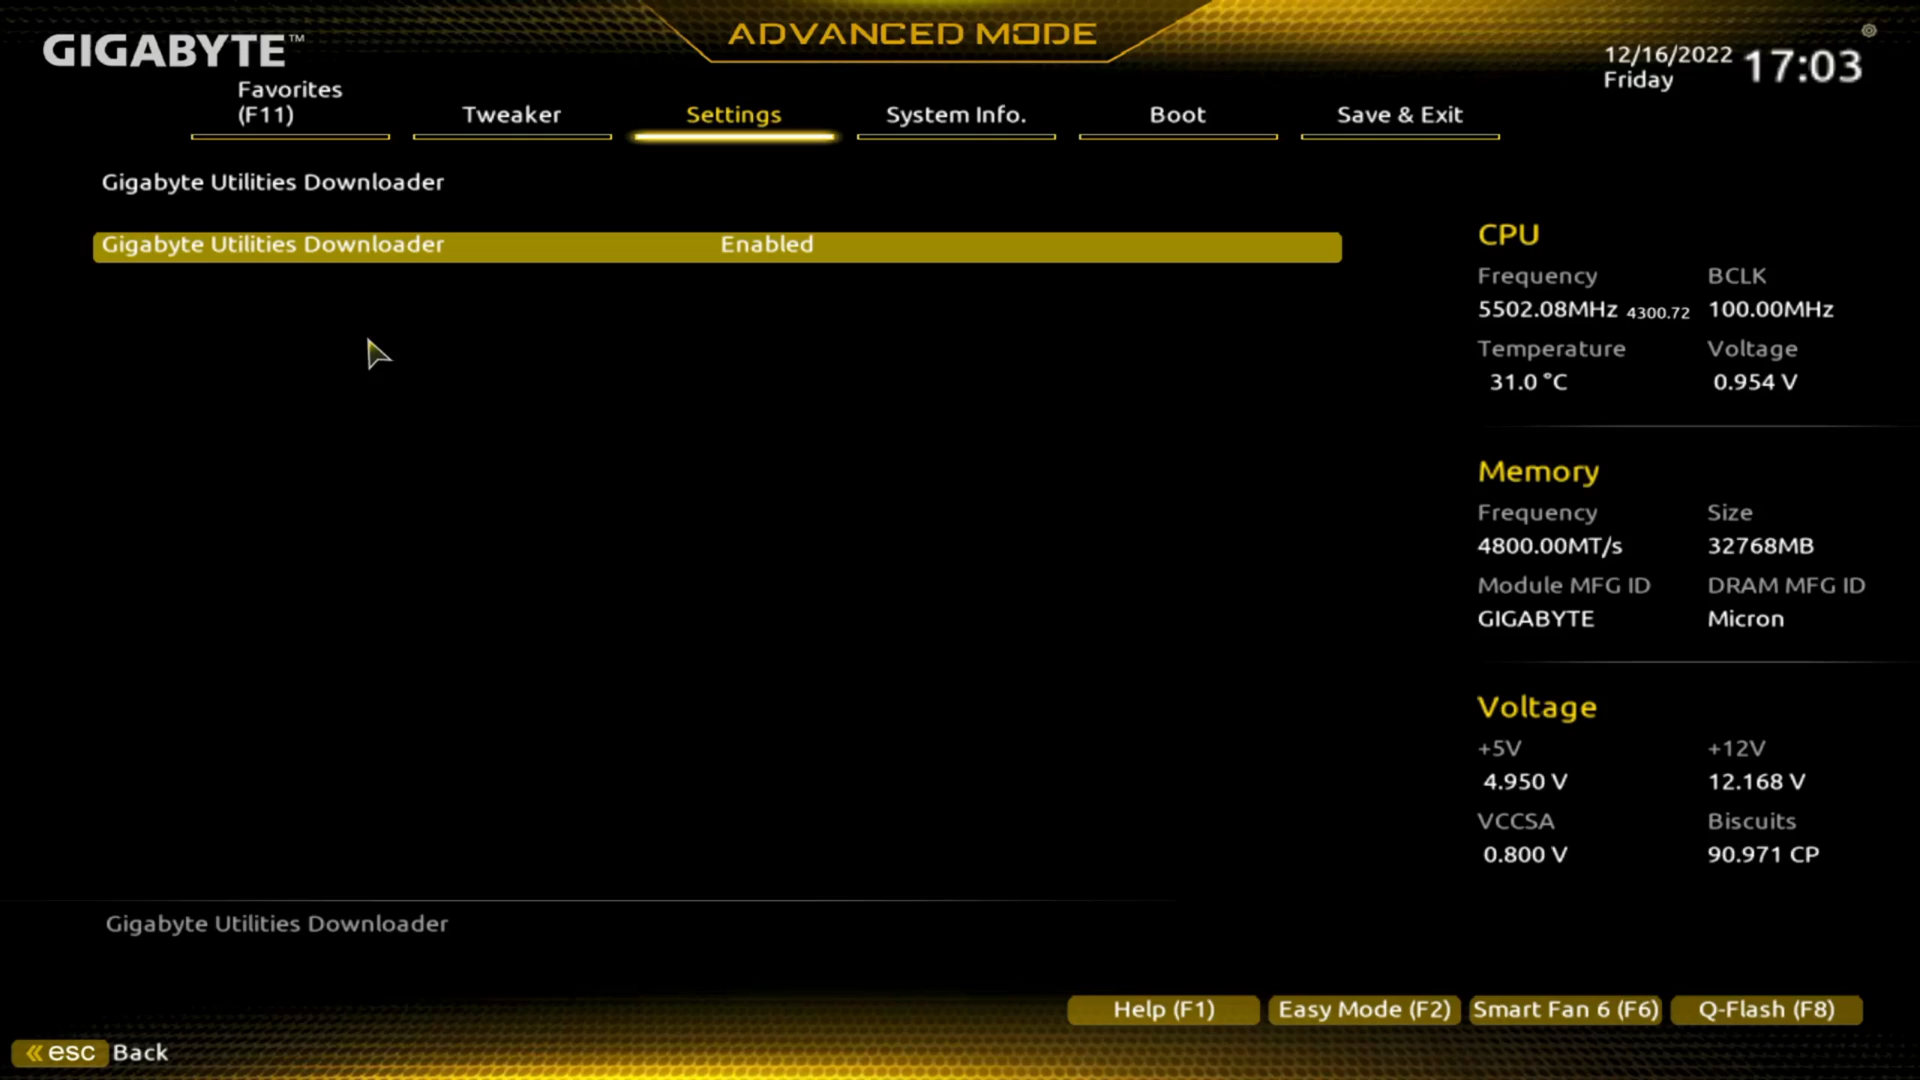 GIGABYTE™
ADVANCED MODE
12/16/2022
Friday
17:03
Favorites
(F11)
Tweaker
Settings
System Info.
Boot
Save & Exit
Gigabyte Utilities Downloader
Gigabyte Utilities Downloader Enabled
CPU
Frequency BCLK
5502.08MHz 4300.72 100.00MHz
Temperature Voltage
31.0 °C 0.954 V
Memory
Frequency Size
4800.00MT/s 32768MB
Module MFG ID DRAM MFG ID
GIGABYTE Micron
Voltage
+5V +12V
4.950 V 12.168 V
VCCSA Biscuits
0.800 V 90.971 CP
Gigabyte Utilities Downloader
Help (F1) Easy Mode (F2) Smart Fan 6 (F6) Q-Flash (F8)
esc Back